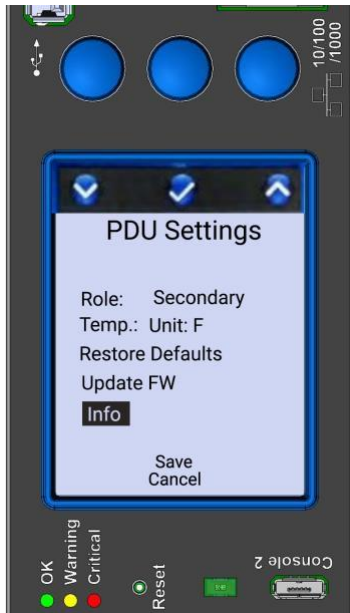 10/100
/1000
PDU Settings
Role: Secondary
Temp.: Unit: F
Restore Defaults
Update FW
Info
Save
Cancel
OK
Warning
Critical
Reset
Console 2